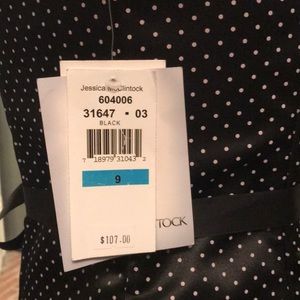 Jessica McClintock
604006
31647 - 03
BLACK
7 18979 31043 2
9
$107.00
TOCK